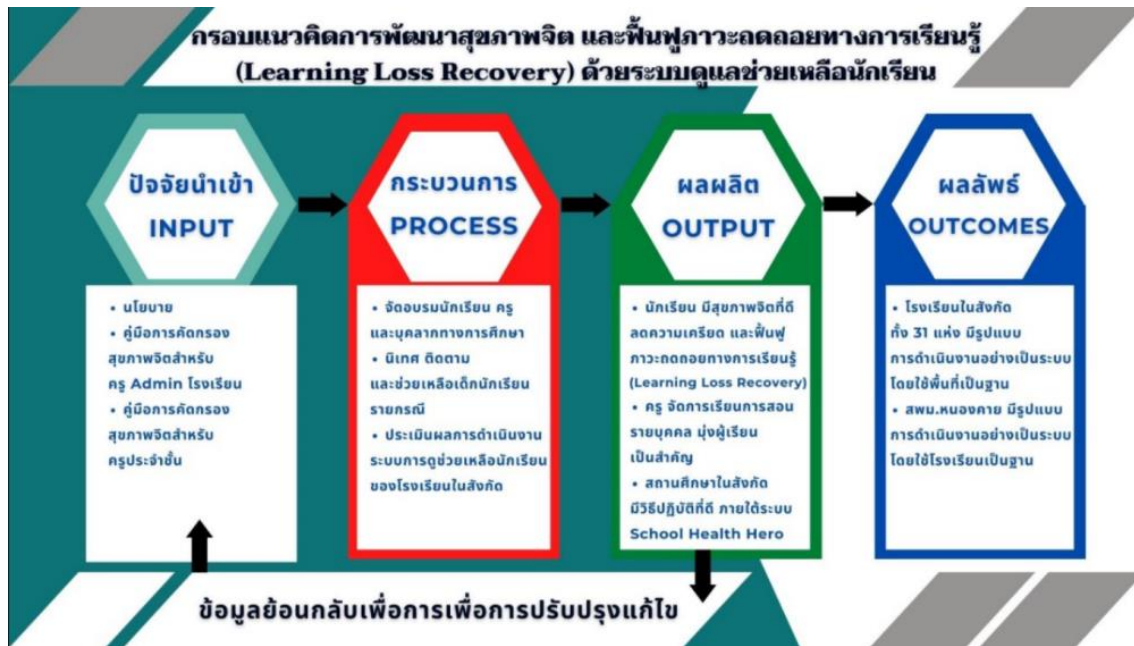 กรอบแนวคิดการพัฒนาสุขภาพจิต และฟื้นฟูภาวะถดถอยทางการเรียนรู้
(Learning Loss Recovery) ด้วยระบบดูแลช่วยเหลือนักเรียน
ปัจจัยนำเข้า
INPUT
• นโยบาย
• คู่มือการคัดกรอง
สุขภาพจิตสำหรับ
ครู Admin โรงเรียน
• คู่มือการคัดกรอง
สุขภาพจิตสำหรับ
ครูประจำชั้น
กระบวนการ
PROCESS
• จัดอบรมนักเรียน ครู
และบุคลากทางการศึกษา
• นิเทศ ติดตาม
และช่วยเหลือเด็กนักเรียน
รายกรณี
• ประเมินผลการดำเนินงาน
ระบบการดูช่วยเหลือนักเรียน
ของโรงเรียนในสังกัด
ผลผลิต
OUTPUT
• นักเรียน มีสุขภาพจิตที่ดี
ลดความเครียด และฟื้นฟู
ภาวะถดถอยทางการเรียนรู้
(Learning Loss Recovery)
• ครู จัดการเรียนการสอน
รายบุคคล มุ่งผู้เรียน
เป็นสำคัญ
• สถานศึกษาในสังกัด
มีวิธีปฏิบัติที่ดี ภายใต้ระบบ
School Health Hero
ผลลัพธ์
OUTCOMES
• โรงเรียนในสังกัด
ทั้ง 31 แห่ง มีรูปแบบ
การดำเนินงานอย่างเป็นระบบ
โดยใช้พื้นที่เป็นฐาน
• สพม.หนองคาย มีรูปแบบ
การดำเนินงานอย่างเป็นระบบ
โดยใช้โรงเรียนเป็นฐาน
ข้อมูลย้อนกลับเพื่อการเพื่อการปรับปรุงแก้ไข